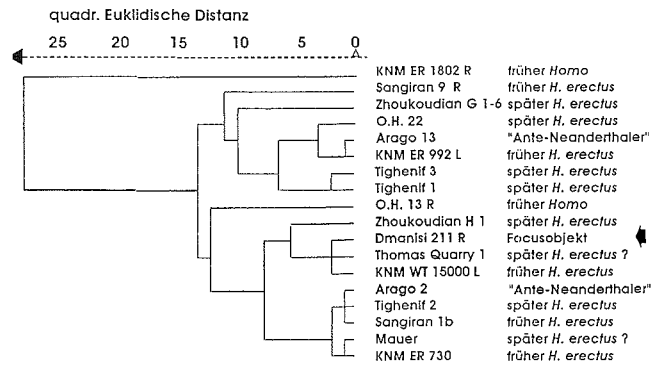 quadr. Euklidische Distanz
25 20 15 10 5 0
KNM ER 1802 R früher Homo
Sangiran 9 R früher H. erectus
Zhoukoudian G 1-6 später H. erectus
O.H. 22 später H. erectus
Arago 13 "Ante-Neanderthaler"
KNM ER 992 L früher H. erectus
Tighenif 3 später H. erectus
Tighenif 1 später H. erectus
O.H. 13 R früher Homo
Zhoukoudian H 1 später H. erectus
Dmanisi 211 R Focusobjekt
Thomas Quarry 1 später H. erectus ?
KNM WT 15000 L früher H. erectus
Arago 2 "Ante-Neanderthaler"
Tighenif 2 später H. erectus
Sangiran 1b früher H. erectus
Mauer später H. erectus ?
KNM ER 730 früher H. erectus